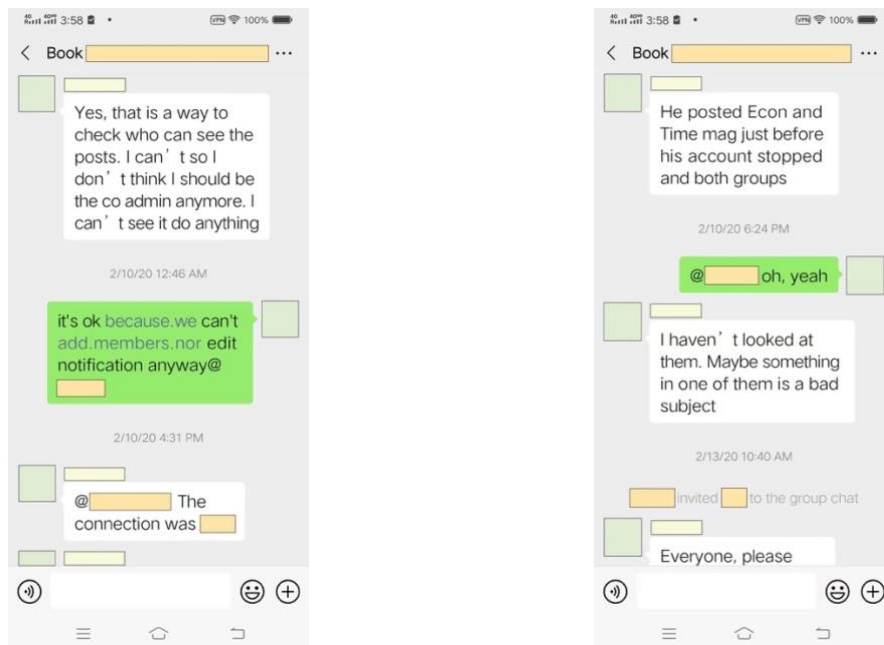 3:58
VPN 100%
Book
Yes, that is a way to
check who can see the
posts. I can’t so I
don’t think I should be
the co admin anymore. I
can’t see it do anything
2/10/20 12:46 AM
it's ok because.we can't
add.members.nor edit
notification anyway@
2/10/20 4:31 PM
@ The
connection was
3:58
VPN 100%
Book
He posted Econ and
Time mag just before
his account stopped
and both groups
2/10/20 6:24 PM
@ oh, yeah
I haven’t looked at
them. Maybe something
in one of them is a bad
subject
2/13/20 10:40 AM
invited to the group chat
Everyone, please